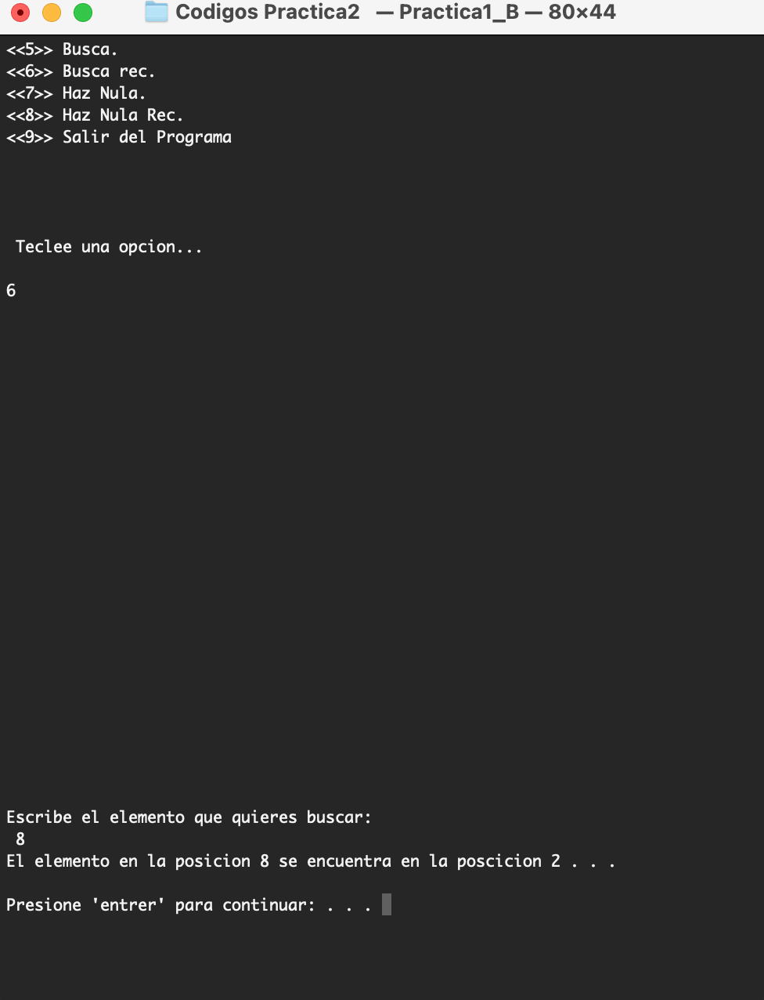 Codigos Practica2 — Practica1_B — 80×44
<<5>> Busca.
<<6>> Busca rec.
<<7>> Haz Nula.
<<8>> Haz Nula Rec.
<<9>> Salir del Programa
Teclee una opcion...
6
Escribe el elemento que quieres buscar:
8
El elemento en la posicion 8 se encuentra en la poscicion 2 . . .
Presione 'entrer' para continuar: . . .